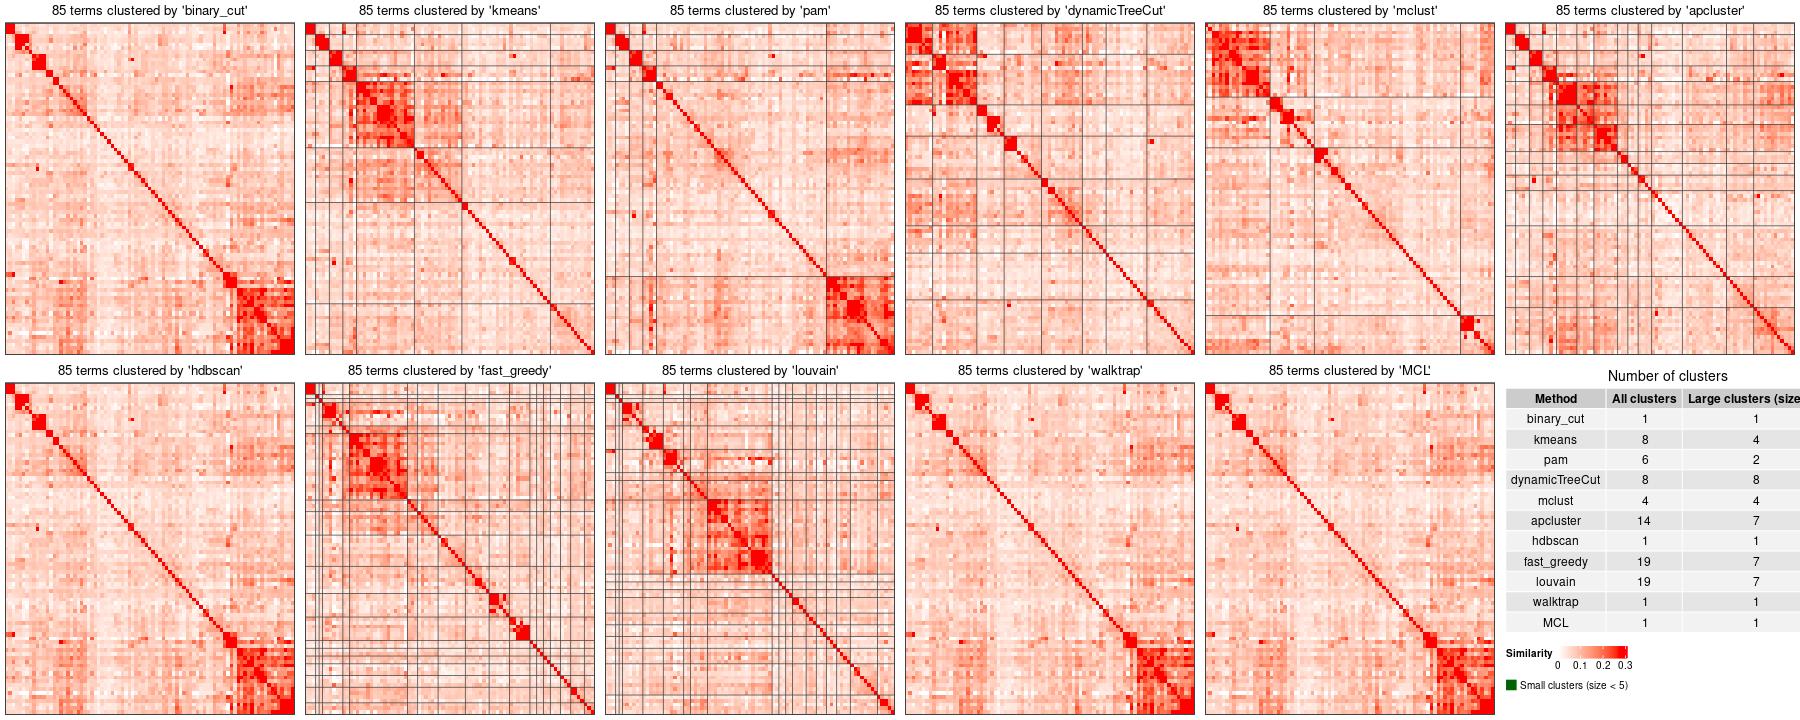 85 terms clustered by 'binary_cut'
85 terms clustered by 'kmeans'
85 terms clustered by 'pam'
85 terms clustered by 'dynamicTreeCut'
85 terms clustered by 'mclust'
85 terms clustered by 'apcluster'
85 terms clustered by 'hdbscan'
85 terms clustered by 'fast_greedy'
85 terms clustered by 'louvain'
85 terms clustered by 'walktrap'
85 terms clustered by 'MCL'
Number of clusters
Method All clusters Large clusters (size
binary_cut 1 1
kmeans 8 4
pam 6 2
dynamicTreeCut 8 8
mclust 4 4
apcluster 14 7
hdbscan 1 1
fast_greedy 19 7
louvain 19 7
walktrap 1 1
MCL 1 1
Similarity
0 0.1 0.2 0.3
Small clusters (size < 5)